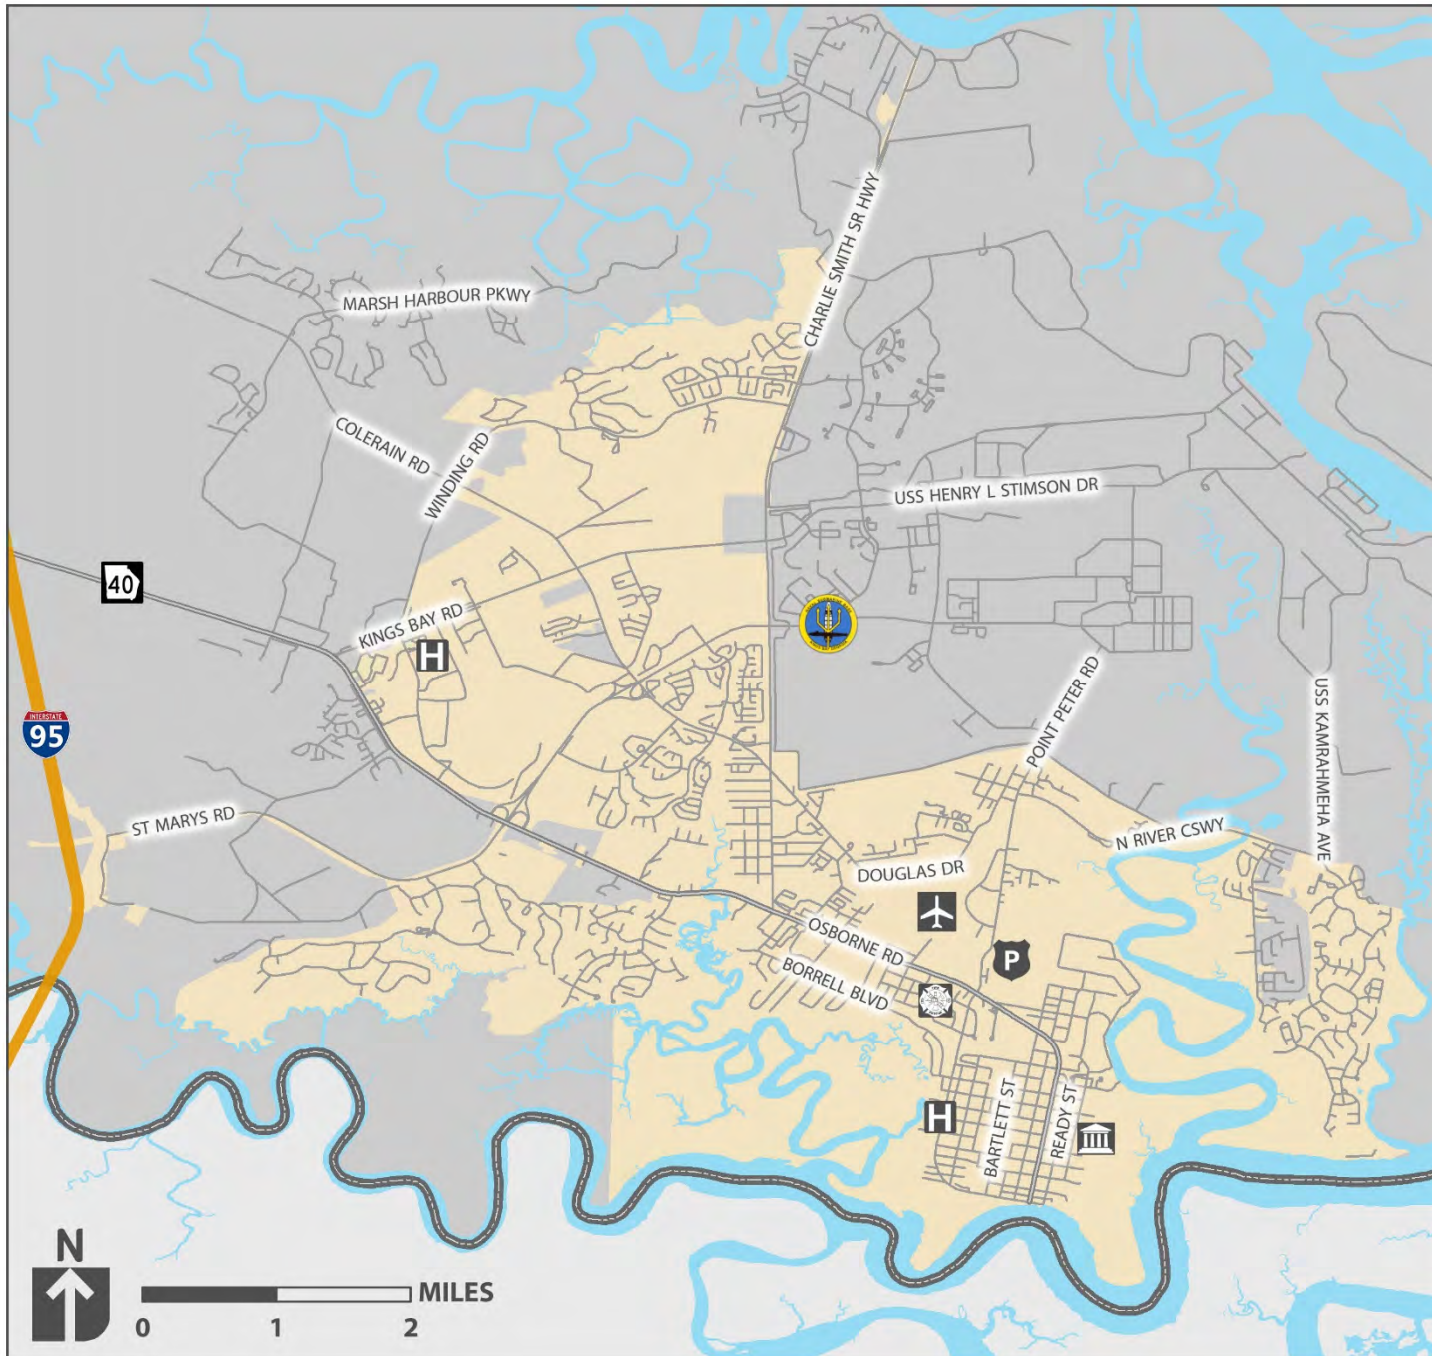 CHARLIE SMITH SR HWY
MARSH HARBOUR PKWY
COLERAIN RD
WINDING RD
USS HENRY L STIMSON DR
40
KINGS BAY RD
H
POINT PETER RD
USS KAMRAHMEHA AVE
INTERSTATE
95
ST MARYS RD
N RIVER CSWY
DOUGLAS DR
OSBORNE RD
P
BORRELL BLVD
BARTLETT ST
READY ST
H
N
MILES
0 1 2